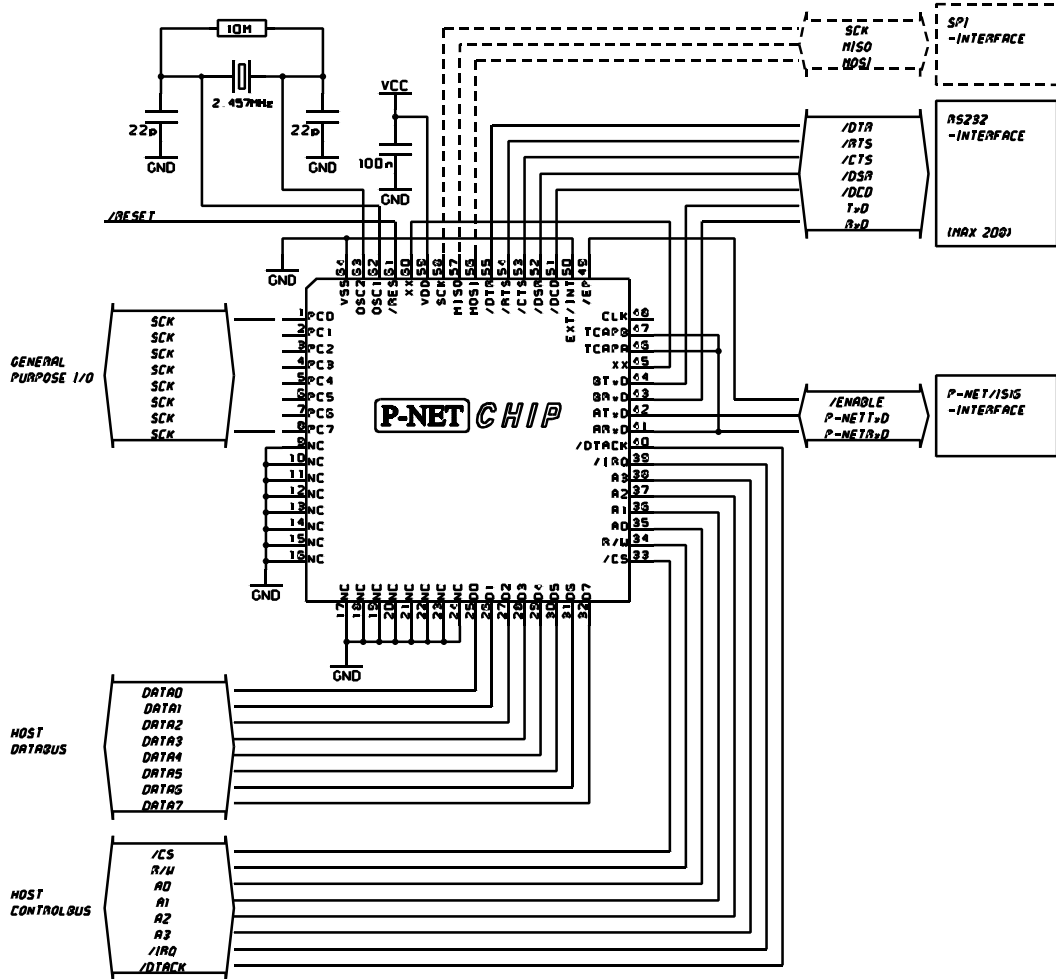 10M
2.457MHz
22p
22p
GND
GND
VCC
100n
GND
/RESET
GND
SCK
MISO
MOSI
SPI
-INTERFACE
/DTR
/RTS
/CTS
/DSR
/DCD
TxD
RxD
RS232
-INTERFACE
(MAX 200)
VSS 64
OSC2 63
OSC1 62
/RES 61
XX 60
VDD 59
SCK 58
MISO 57
MOSI 56
/DTR 55
/RTS 54
/CTS 53
/DSR 52
/DCD 51
EXT/INT 50
/EP 49
GENERAL
PURPOSE I/O
SCK
SCK
SCK
SCK
SCK
SCK
SCK
SCK
1 PC0
2 PC1
3 PC2
4 PC3
5 PC4
6 PC5
7 PC6
8 PC7
9 NC
10 NC
11 NC
12 NC
13 NC
14 NC
15 NC
16 NC
GND
P-NET CHIP
CLK 48
TCAPB 47
TCAPA 46
XX 45
BTxD 44
BRxD 43
ATxD 42
ARxD 41
/DTACK 40
/IRQ 39
A3 38
A2 37
A1 36
A0 35
R/W 34
/CS 33
/ENABLE
P-NETTxD
P-NETRxD
P-NET/ISIG
-INTERFACE
17 NC
18 NC
19 NC
20 NC
21 NC
22 NC
23 NC
24 NC
25 D0
26 D1
27 D2
28 D3
29 D4
30 D5
31 D6
32 D7
GND
HOST
DATABUS
DATA0
DATA1
DATA2
DATA3
DATA4
DATA5
DATA6
DATA7
HOST
CONTROLBUS
/CS
R/W
A0
A1
A2
A3
/IRQ
/DTACK